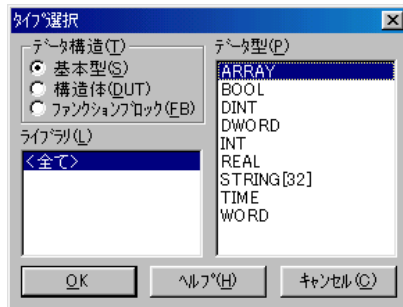 ﾀｲﾌﾟ選択
ﾃﾞｰﾀ構造(T)
基本型(S)
構造体(DUT)
ﾌｧﾝｸｼｮﾝﾌﾞﾛｯｸ(FB)
ﾗｲﾌﾞﾗﾘ(L)
<全て>
ﾃﾞｰﾀ型(P)
ARRAY
BOOL
DINT
DWORD
INT
REAL
STRING[32]
TIME
WORD
OK
ﾍﾙﾌﾟ(H)
ｷｬﾝｾﾙ(C)